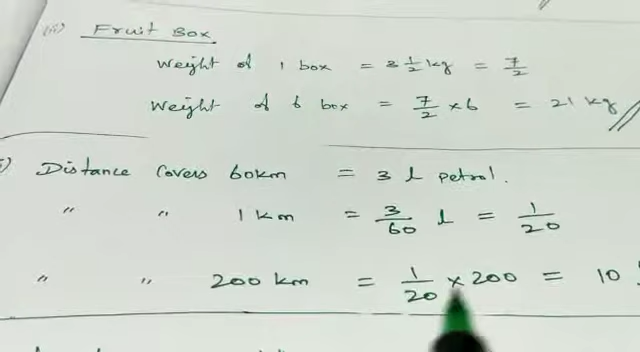 (ii) Fruit Box
Weight of 1 box = 3 1/2 kg = 7/2
Weight of 6 box = 7/2 × 6 = 21 kg //
Distance covers 60km = 3 l petrol.
" " 1 km = 3/60 l = 1/20
" " 200 km = 1/20 × 200 = 10